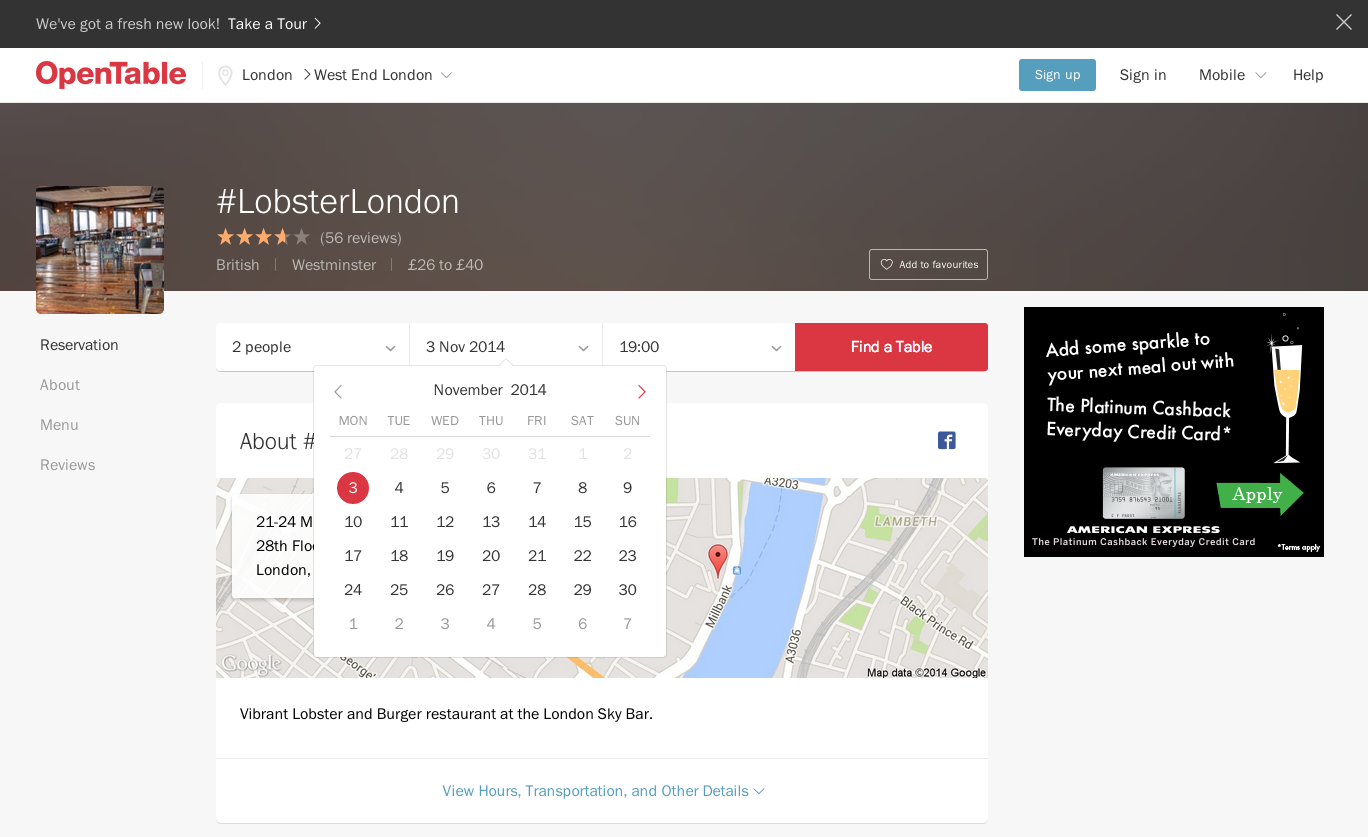 We've got a fresh new look! Take a Tour
OpenTable
London
West End London
Sign up
Sign in
Mobile
Help
#LobsterLondon
(56 reviews)
British
Westminster
£26 to £40
Add to favourites
Reservation
About
Menu
Reviews
2 people
3 Nov 2014
19:00
Find a Table
November 2014
MON TUE WED THU FRI SAT SUN
27 28 29 30 31 1 2
3 4 5 6 7 8 9
10 11 12 13 14 15 16
17 18 19 20 21 22 23
24 25 26 27 28 29 30
1 2 3 4 5 6 7
About #
21-24 M
28th Floo
London,
A3203
LAMBETH
Millbank
Black Prince Rd
A3036
George
Google
Map data ©2014 Google
Vibrant Lobster and Burger restaurant at the London Sky Bar.
View Hours, Transportation, and Other Details
Add some sparkle to
your next meal out with
The Platinum Cashback
Everyday Credit Card*
AMERICAN EXPRESS
3759 876543 21001
C F FROST
Apply
AMERICAN EXPRESS
The Platinum Cashback Everyday Credit Card
*Terms apply